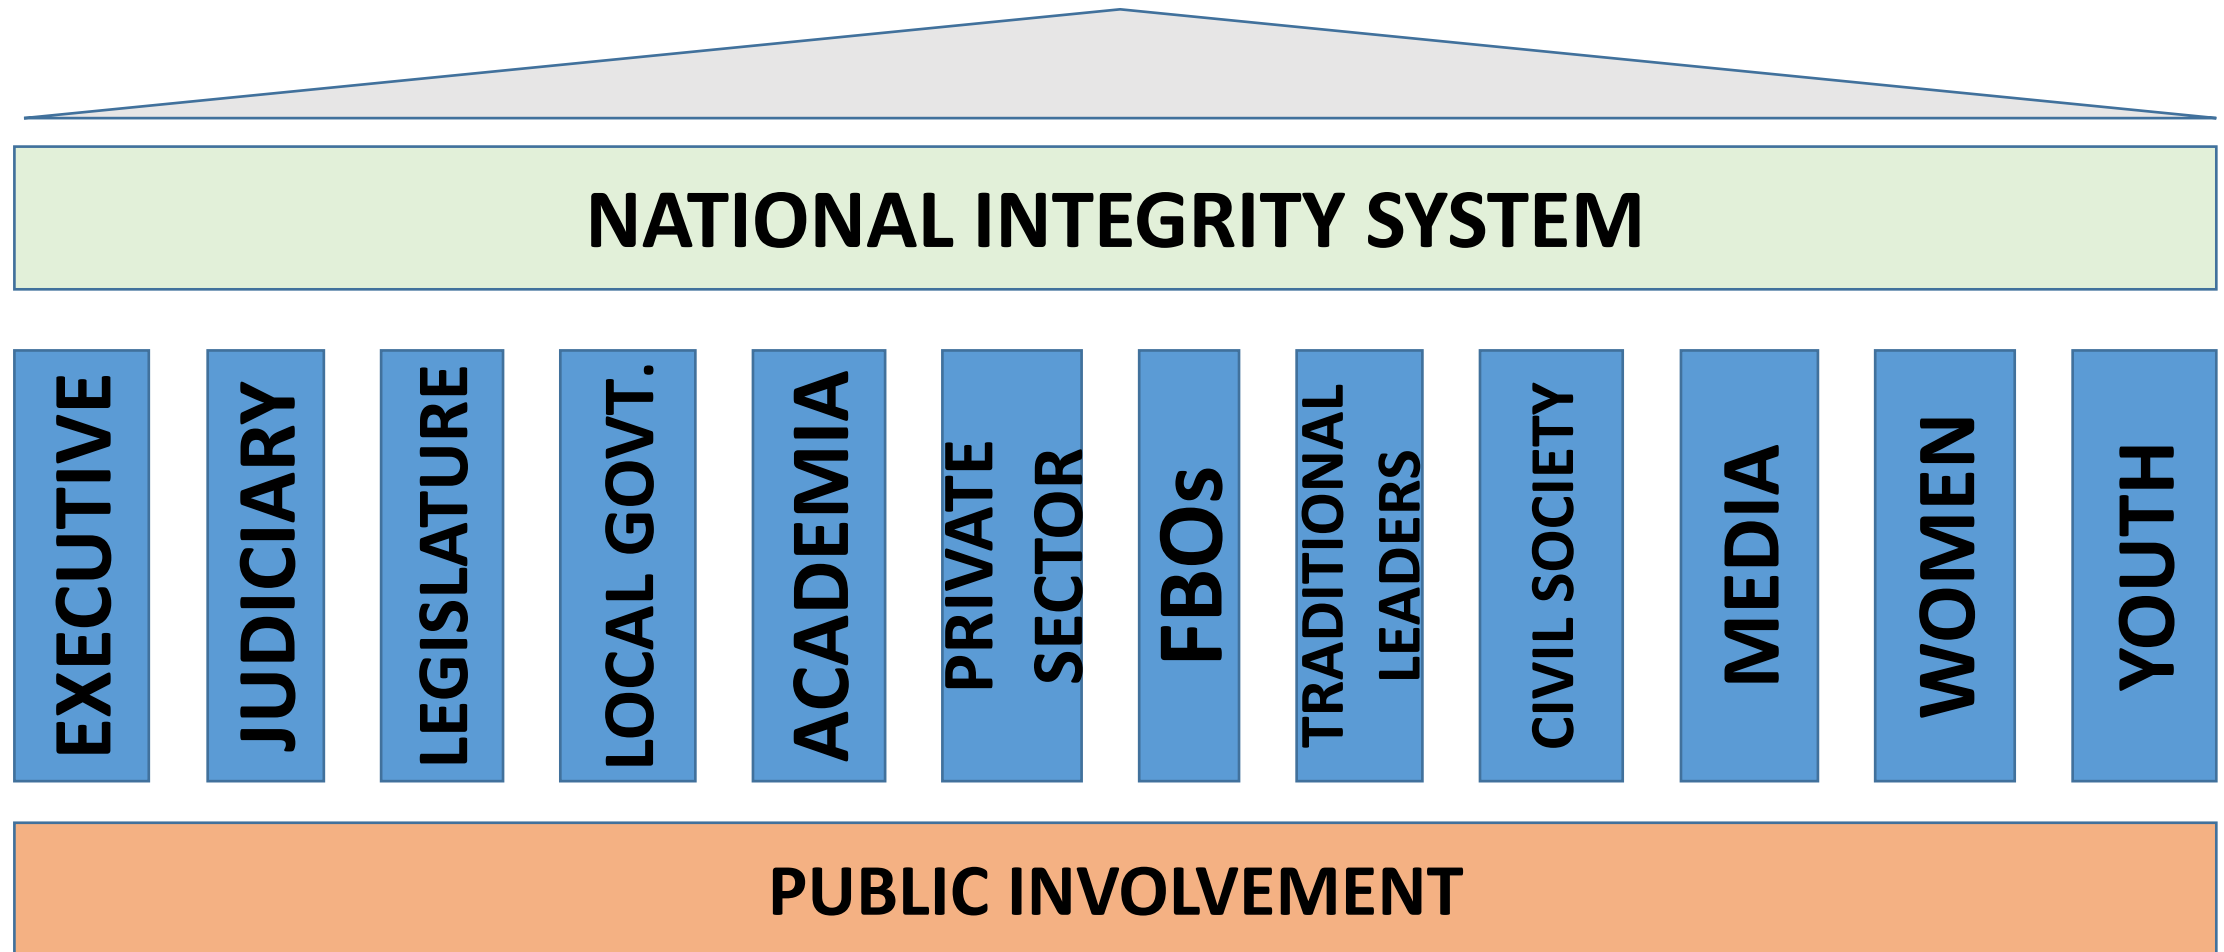 NATIONAL INTEGRITY SYSTEM
EXECUTIVE
JUDICIARY
LEGISLATURE
LOCAL GOVT.
ACADEMIA
PRIVATE
SECTOR
FBOs
TRADITIONAL
LEADERS
CIVIL SOCIETY
MEDIA
WOMEN
YOUTH
PUBLIC INVOLVEMENT